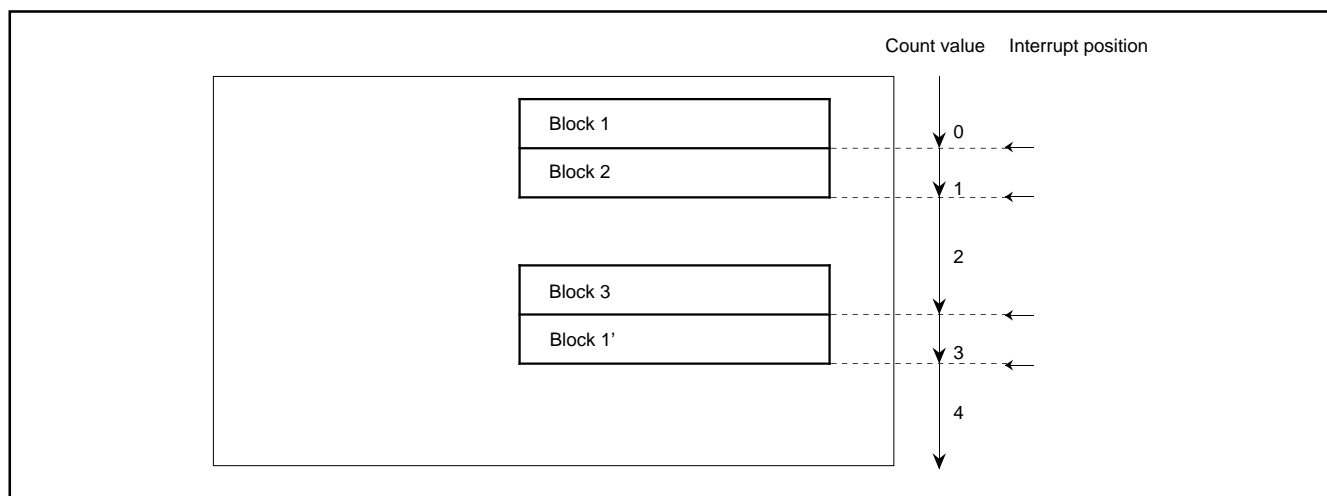 Count value Interrupt position
Block 1
0
Block 2
1
2
Block 3
Block 1’
3
4